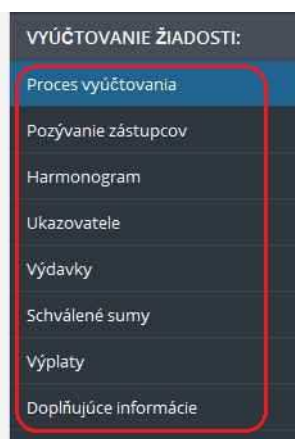 VYÚČTOVANIE ŽIADOSTI:
Proces vyúčtovania
Pozývanie zástupcov
Harmonogram
Ukazovatele
Výdavky
Schválené sumy
Výplaty
Doplňujúce informácie